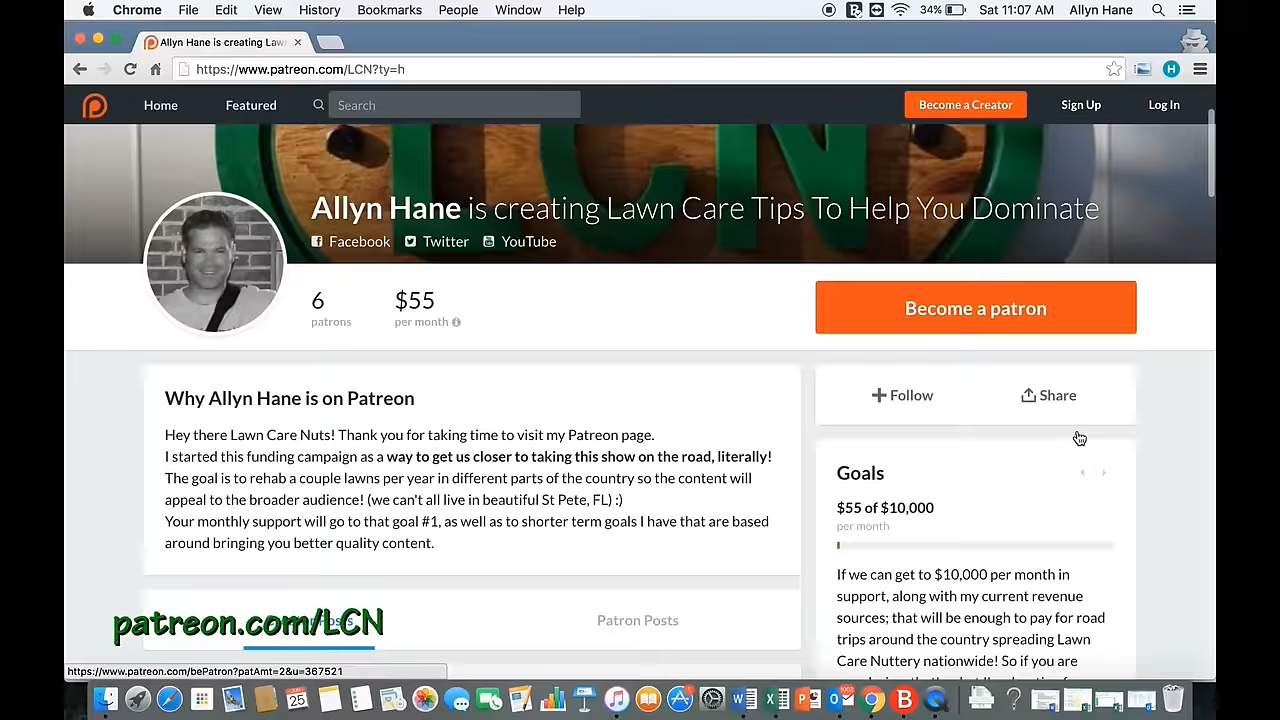 Chrome File Edit View History Bookmarks People Window Help 34% Sat 11:07 AM Allyn Hane
Allyn Hane is creating Law
https://www.patreon.com/LCN?ty=h
Home Featured Search Become a Creator Sign Up Log In
LCN
Allyn Hane is creating Lawn Care Tips To Help You Dominate
Facebook Twitter YouTube
6 $55
patrons per month
Become a patron
Why Allyn Hane is on Patreon
Hey there Lawn Care Nuts! Thank you for taking time to visit my Patreon page.
I started this funding campaign as a way to get us closer to taking this show on the road, literally!
The goal is to rehab a couple lawns per year in different parts of the country so the content will
appeal to the broader audience! (we can't all live in beautiful St Pete, FL) :)
Your monthly support will go to that goal #1, as well as to shorter term goals I have that are based
around bringing you better quality content.
Follow Share
Goals
$55 of $10,000
per month
If we can get to $10,000 per month in
support, along with my current revenue
sources; that will be enough to pay for road
trips around the country spreading Lawn
Care Nuttery nationwide! So if you are
patreon.com/LCN
Patron Posts
https://www.patreon.com/bePatron?patAmt=2&u=367521